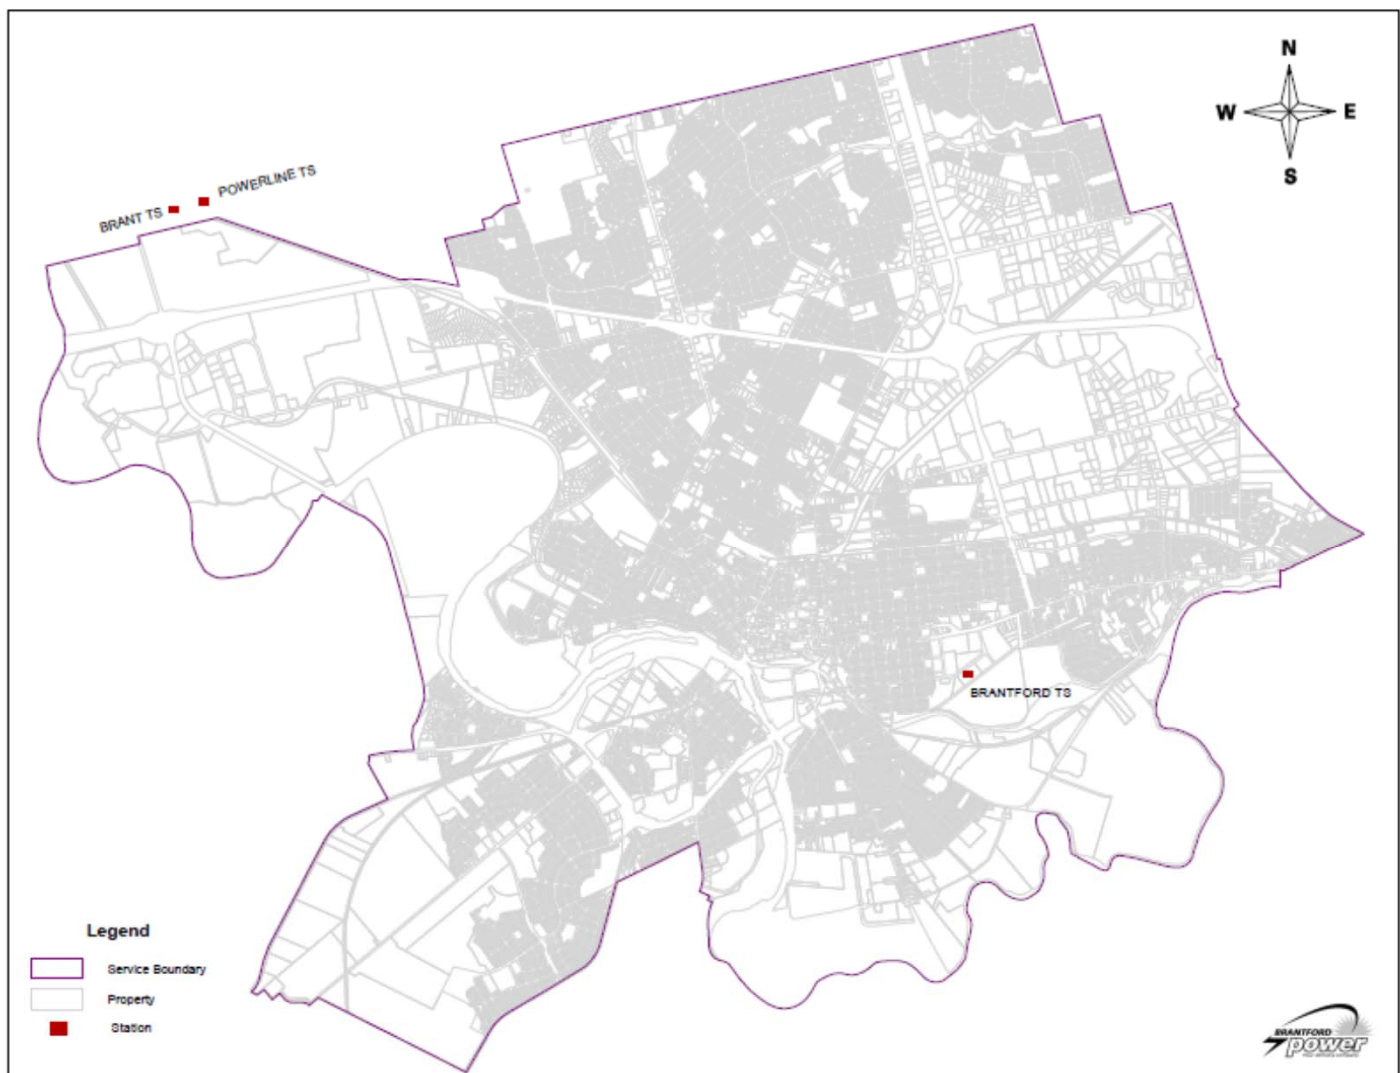 N
W E
S
POWERLINE TS
BRANT TS
BRANTFORD TS
Legend
Service Boundary
Property
Station
BRANTFORD
power